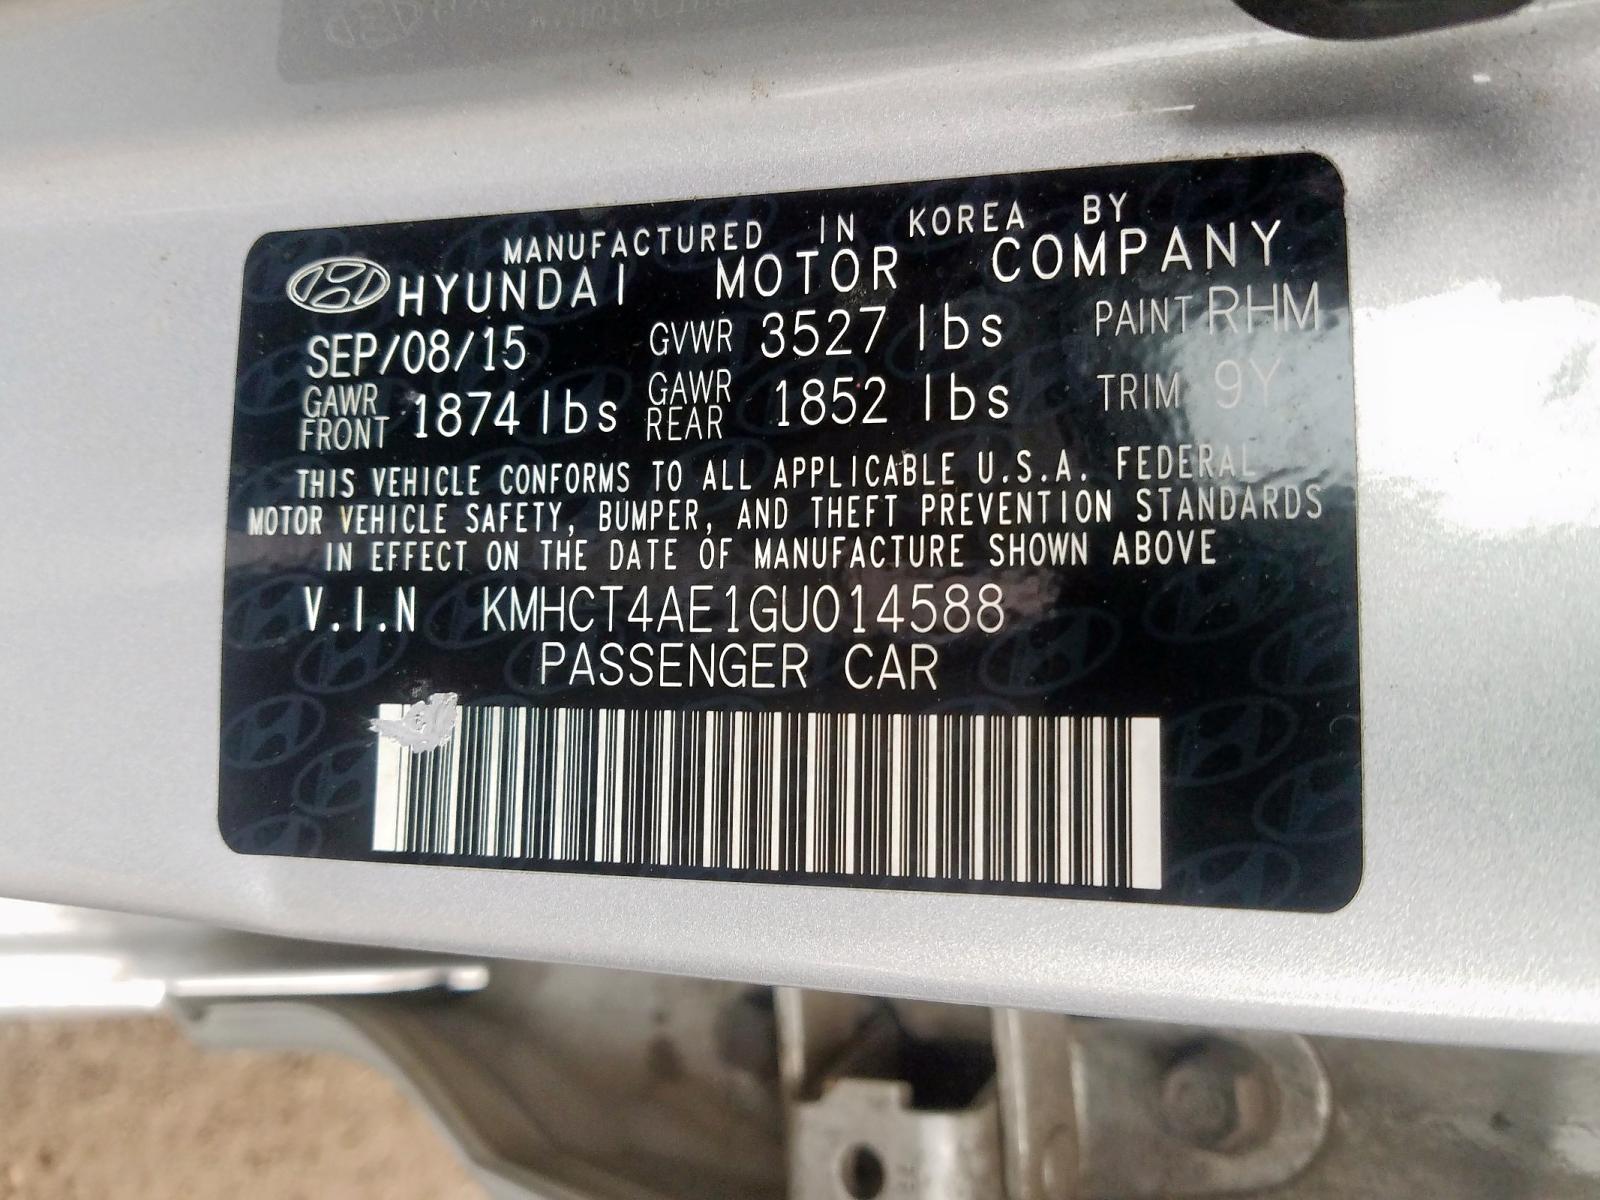 MANUFACTURED IN KOREA BY
HYUNDAI MOTOR COMPANY
SEP/08/15 GVWR 3527 lbs PAINT RHM
GAWR FRONT 1874 lbs GAWR REAR 1852 lbs TRIM 9Y
THIS VEHICLE CONFORMS TO ALL APPLICABLE U.S.A. FEDERAL
MOTOR VEHICLE SAFETY, BUMPER, AND THEFT PREVENTION STANDARDS
IN EFFECT ON THE DATE OF MANUFACTURE SHOWN ABOVE
V.I.N KMHCT4AE1GU014588
PASSENGER CAR